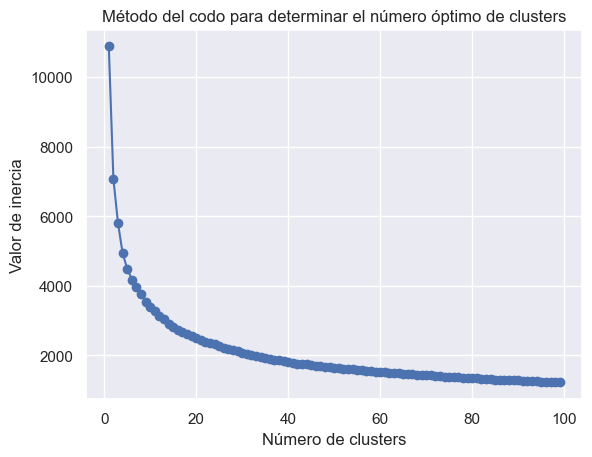 Método del codo para determinar el número óptimo de clusters
10000
8000
6000
4000
2000
Valor de inercia
0 20 40 60 80 100
Número de clusters